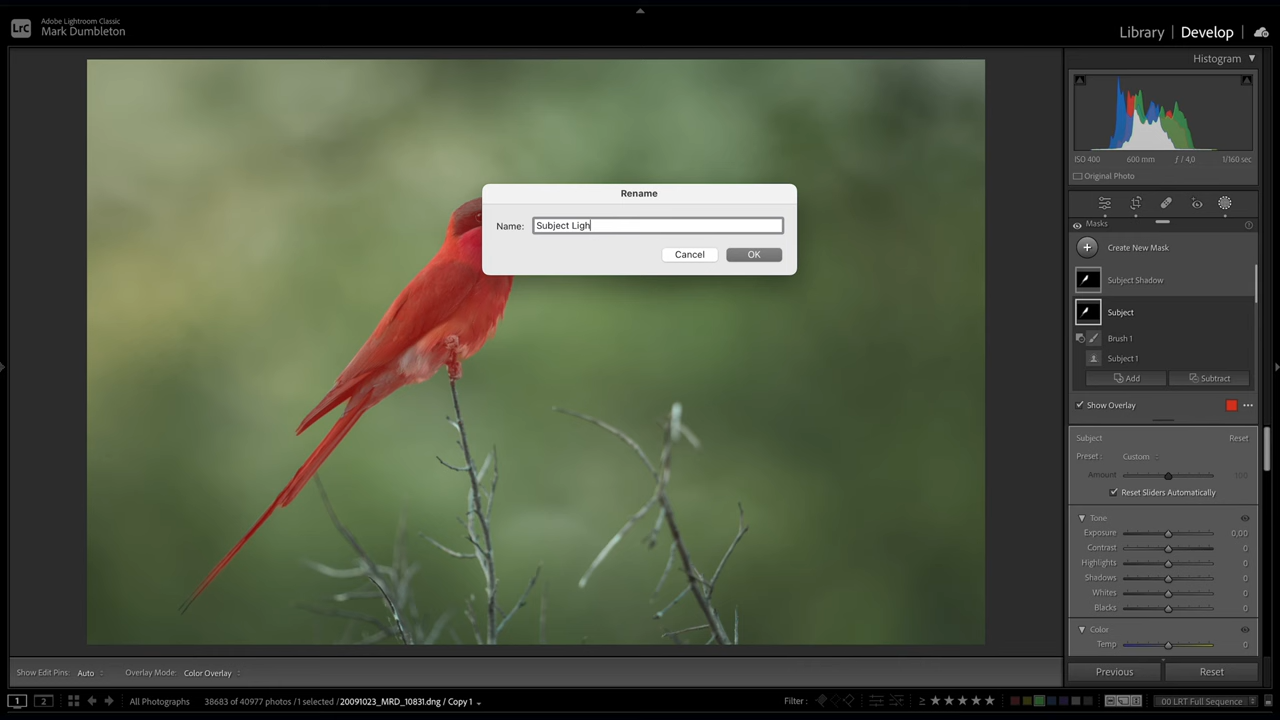 LrC
Adobe Lightroom Classic
Mark Dumbleton
Library | Develop
Histogram
ISO 400 600 mm ƒ / 4,0 1/160 sec
Original Photo
Masks
Create New Mask
Subject Shadow
Subject
Brush 1
Subject 1
Add Subtract
Show Overlay
Rename
Name: Subject Ligh
Cancel OK
Subject Reset
Preset : Custom
Amount 100
Reset Sliders Automatically
Tone
Exposure 0,00
Contrast 0
Highlights 0
Shadows 0
Whites 0
Blacks 0
Color
Temp 0
Previous Reset
Show Edit Pins: Auto Overlay Mode: Color Overlay
1 2 All Photographs 38683 of 40977 photos / 1 selected / 20091023_MRD_10831.dng / Copy 1 Filter : ≥ ★★★★★ 00 LRT Full Sequence